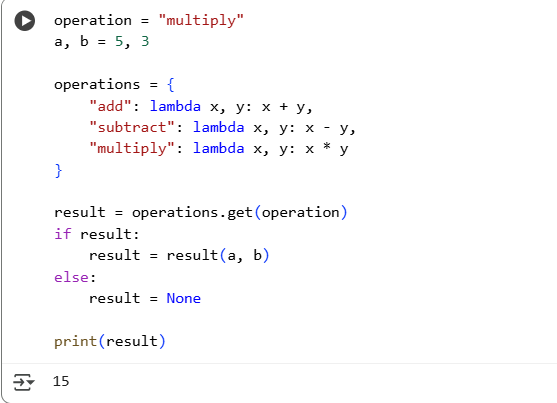 operation = "multiply"
a, b = 5, 3

operations = {
    "add": lambda x, y: x + y,
    "subtract": lambda x, y: x - y,
    "multiply": lambda x, y: x * y
}

result = operations.get(operation)
if result:
    result = result(a, b)
else:
    result = None

print(result)
15